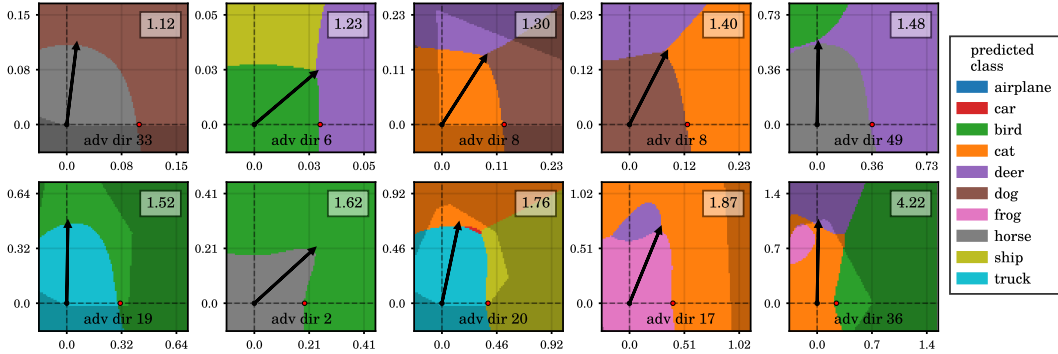 1.12 1.23 1.30 1.40 1.48
0.15 0.05 0.23 0.23 0.73
0.08 0.03 0.11 0.12 0.36
0.0 0.0 0.0 0.0 0.0
adv dir 33 adv dir 6 adv dir 8 adv dir 8 adv dir 49
0.0 0.08 0.15 0.0 0.03 0.05 0.0 0.11 0.23 0.0 0.12 0.23 0.0 0.36 0.73
1.52 1.62 1.76 1.87 4.22
0.64 0.41 0.92 1.02 1.4
0.32 0.21 0.46 0.51 0.7
0.0 0.0 0.0 0.0 0.0
adv dir 19 adv dir 2 adv dir 20 adv dir 17 adv dir 36
0.0 0.32 0.64 0.0 0.21 0.41 0.0 0.46 0.92 0.0 0.51 1.02 0.0 0.7 1.4
predicted
class
airplane
car
bird
cat
deer
dog
frog
horse
ship
truck